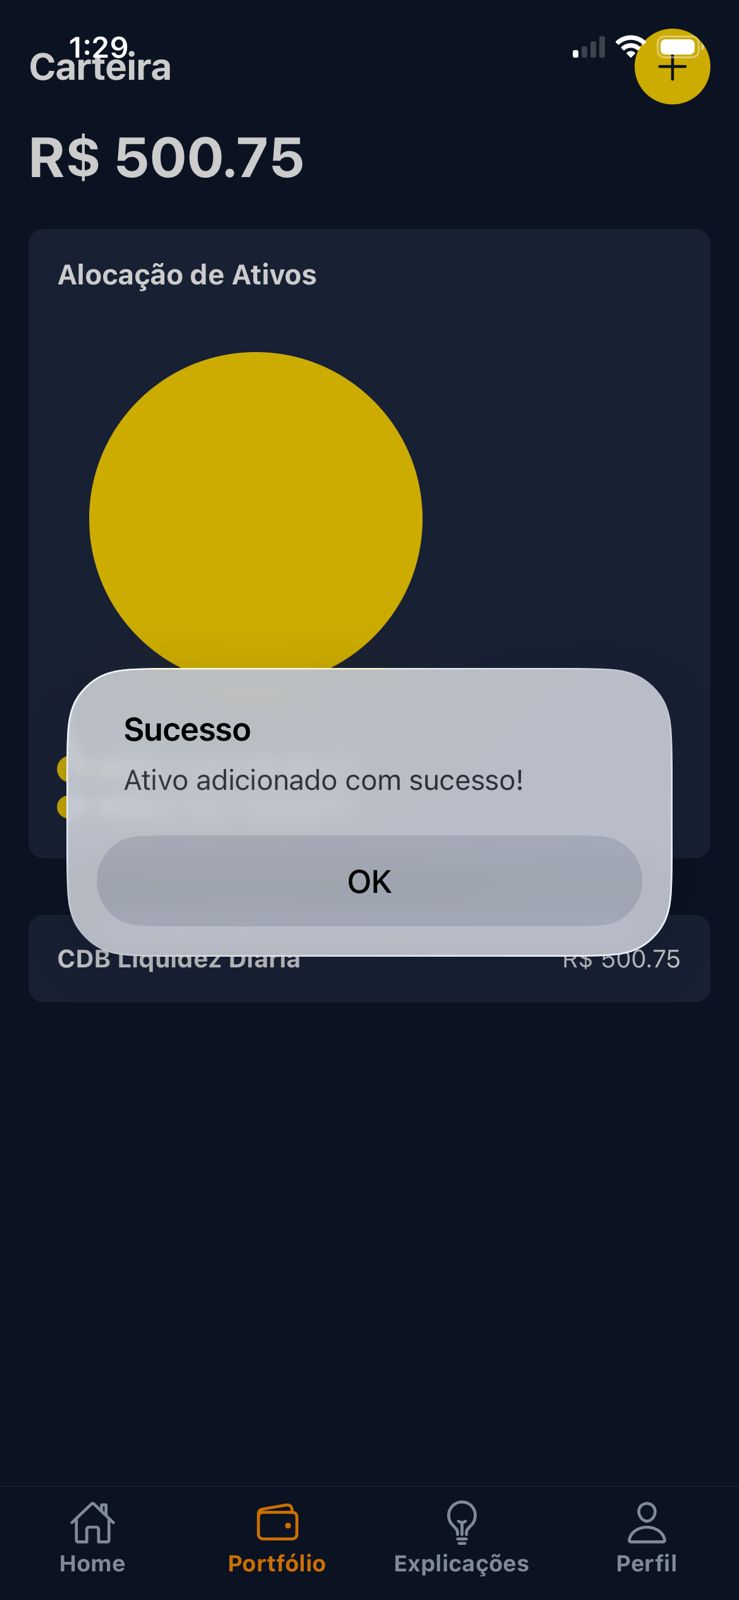 1:29
Carteira
R$ 500.75
Alocação de Ativos
Sucesso
Ativo adicionado com sucesso!
OK
CDB Liquidez Diária
R$ 500.75
Home
Portfólio
Explicações
Perfil